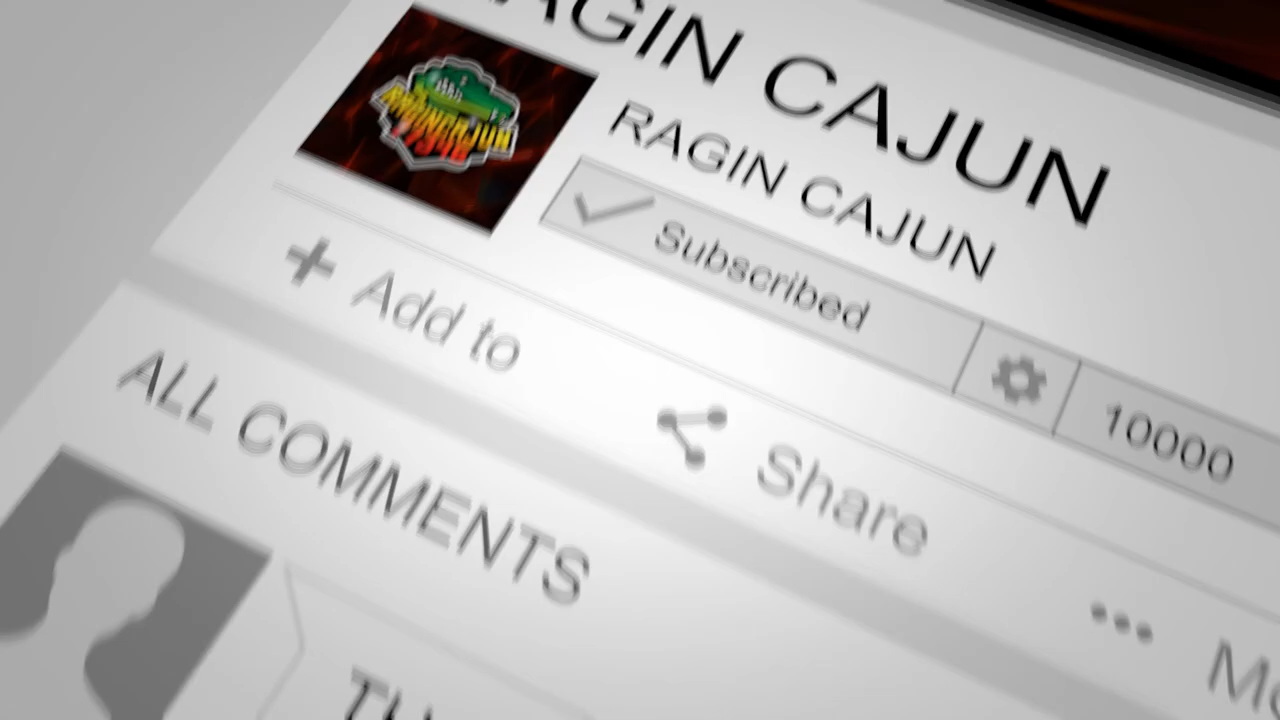 RAGIN CAJUN
RAGIN CAJUN
Subscribed
10000
Add to
Share
ALL COMMENTS